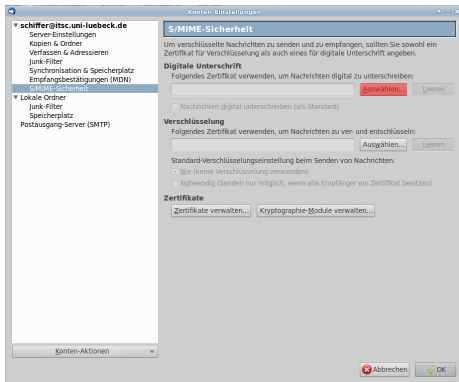 Konten-Einstellungen
schiffer@itsc.uni-luebeck.de
Server-Einstellungen
Kopien & Ordner
Verfassen & Adressieren
Junk-Filter
Synchronisation & Speicherplatz
Empfangsbestätigungen (MDN)
S/MIME-Sicherheit
Lokale Ordner
Junk-Filter
Speicherplatz
Postausgang-Server (SMTP)
Konten-Aktionen
S/MIME-Sicherheit
Um verschlüsselte Nachrichten zu senden und zu empfangen, sollten Sie sowohl ein
Zertifikat für Verschlüsselung als auch eines für digitale Unterschrift angeben.
Digitale Unterschrift
Folgendes Zertifikat verwenden, um Nachrichten digital zu unterschreiben:
Auswählen... Leeren
Nachrichten digital unterschreiben (als Standard)
Verschlüsselung
Folgendes Zertifikat verwenden, um Nachrichten zu ver- und entschlüsseln:
Auswählen... Leeren
Standard-Verschlüsselungseinstellung beim Senden von Nachrichten:
Nie (keine Verschlüsselung verwenden)
Notwendig (Senden nur möglich, wenn alle Empfänger ein Zertifikat besitzen)
Zertifikate
Zertifikate verwalten... Kryptographie-Module verwalten...
Abbrechen OK